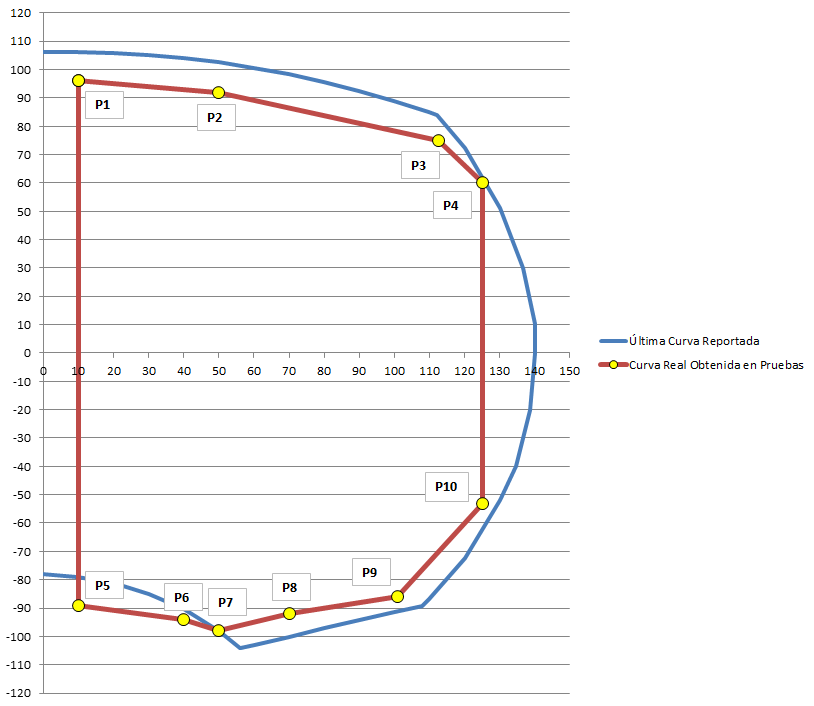 120
110
100
90
80
70
60
50
40
30
20
10
0
-10
-20
-30
-40
-50
-60
-70
-80
-90
-100
-110
-120
0 10 20 30 40 50 60 70 80 90 100 110 120 130 140 150
P1
P2
P3
P4
P10
P9
P8
P5
P6
P7
Última Curva Reportada
Curva Real Obtenida en Pruebas